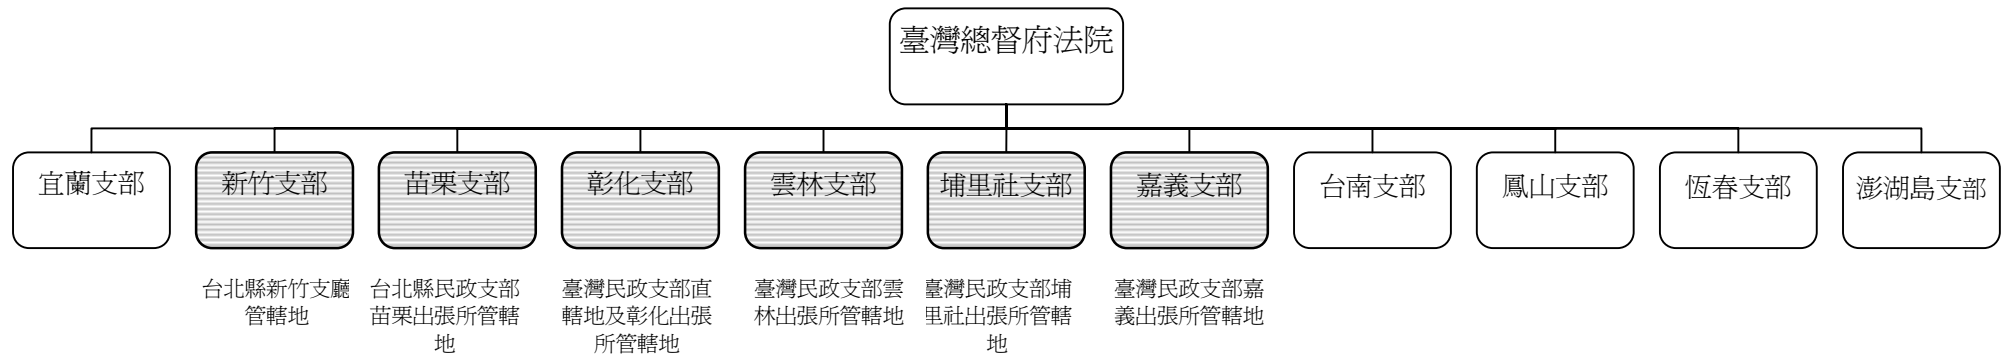 臺灣總督府法院
宜蘭支部
新竹支部
苗栗支部
彰化支部
雲林支部
埔里社支部
嘉義支部
台南支部
鳳山支部
恆春支部
澎湖島支部
台北縣新竹支廳
管轄地
台北縣民政支部
苗栗出張所管轄
地
臺灣民政支部直
轄地及彰化出張
所管轄地
臺灣民政支部雲
林出張所管轄地
臺灣民政支部埔
里社出張所管轄
地
臺灣民政支部嘉
義出張所管轄地